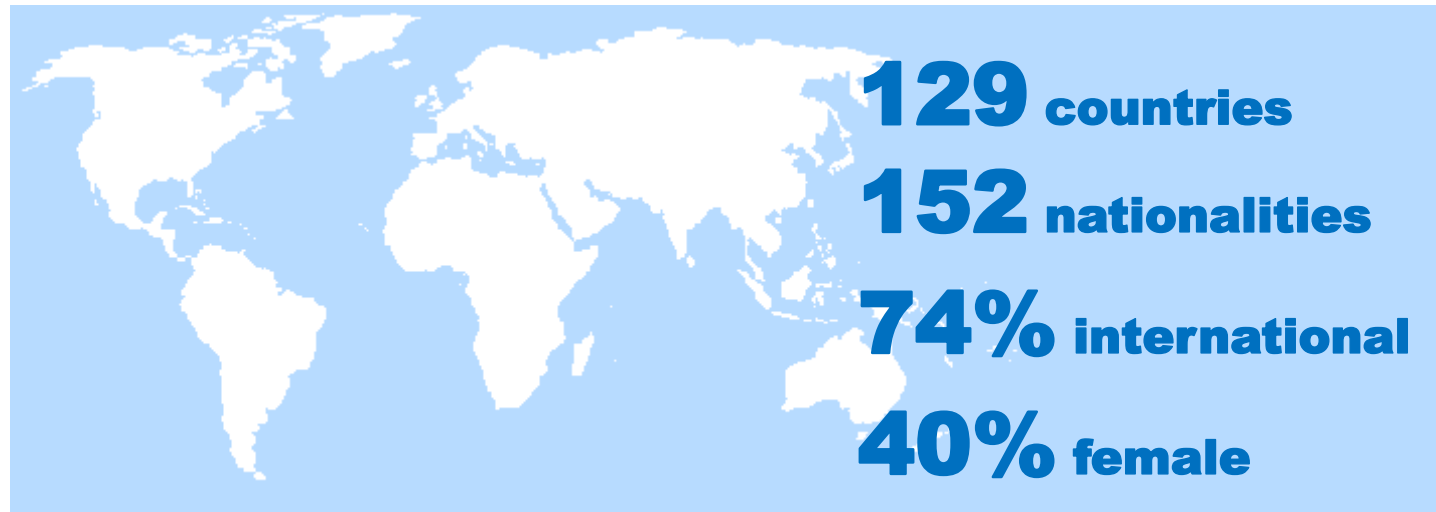 129 countries
152 nationalities
74% international
40% female